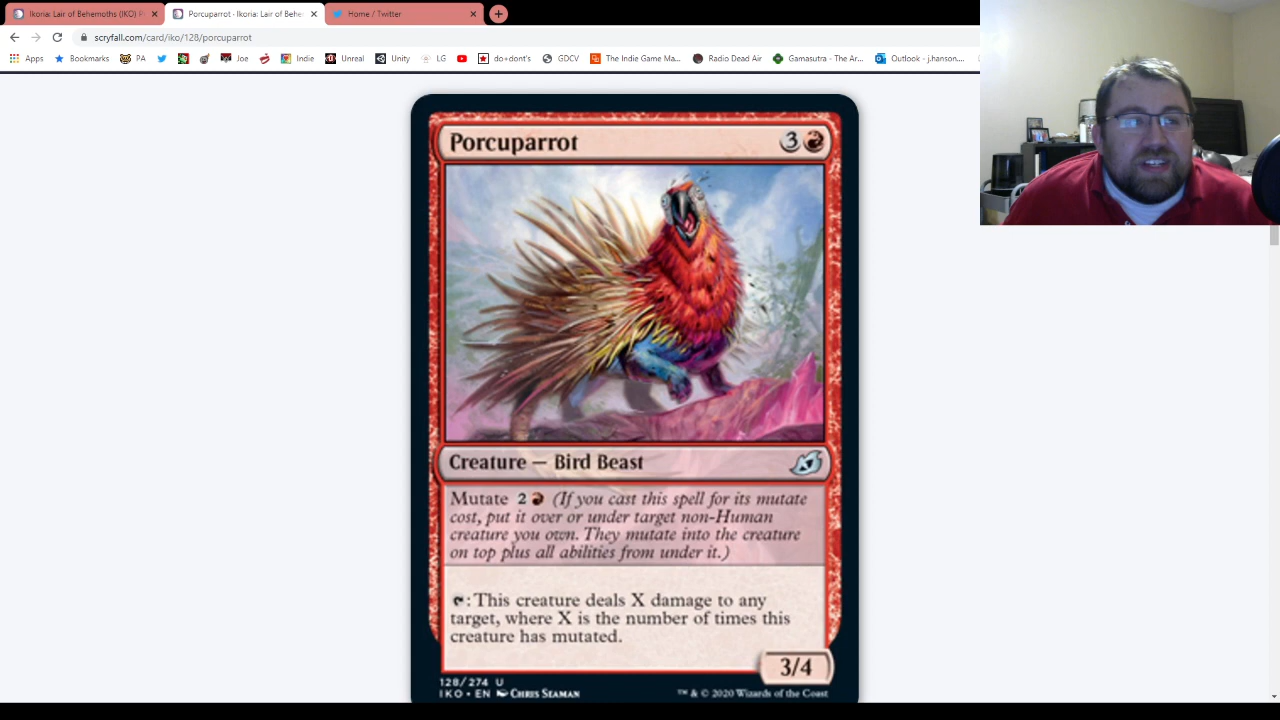 Ikoria: Lair of Behemoths (IKO)
Porcuparrot · Ikoria: Lair of Behe
Home / Twitter
scryfall.com/card/iko/128/porcuparrot
Apps Bookmarks PA Joe Indie Unreal Unity LG do+dont's GDCV The Indie Game Ma... Radio Dead Air Gamasutra - The Ar... Outlook - j.hanson....
Porcuparrot 3
Creature — Bird Beast
Mutate 2 (If you cast this spell for its mutate
cost, put it over or under target non-Human
creature you own. They mutate into the creature
on top plus all abilities from under it.)
:This creature deals X damage to any
target, where X is the number of times this
creature has mutated.
3/4
128/274 U
IKO • EN CHRIS SEAMAN
™ & © 2020 Wizards of the Coast